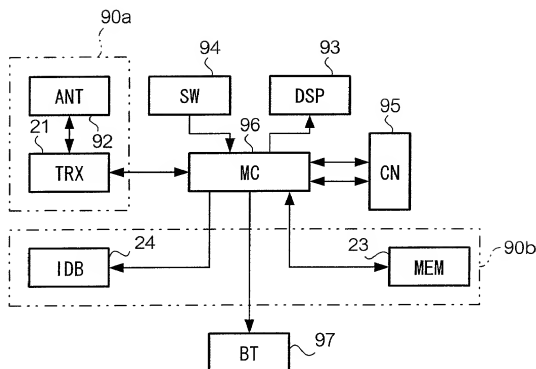 90a
94
93
ANT
SW
DSP
95
21
92
96
TRX
MC
CN
24
23
90b
IDB
MEM
97
BT